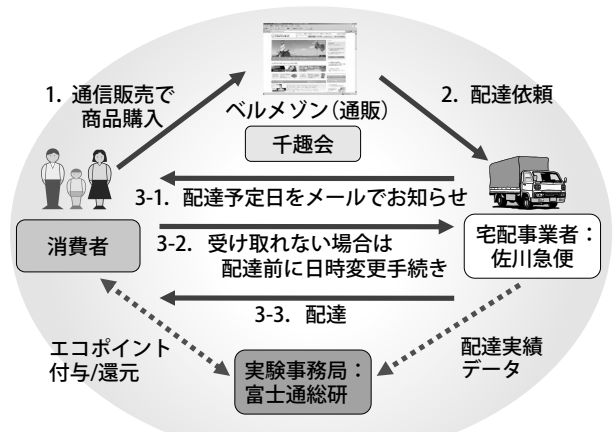 1. 通信販売で
商品購入
ベルメゾン（通販）
千趣会
2. 配達依頼
3-1. 配達予定日をメールでお知らせ
消費者
3-2. 受け取れない場合は
配達前に日時変更手続き
宅配事業者：
佐川急便
3-3. 配達
エコポイント
付与/還元
実験事務局：
富士通総研
配達実績
データ